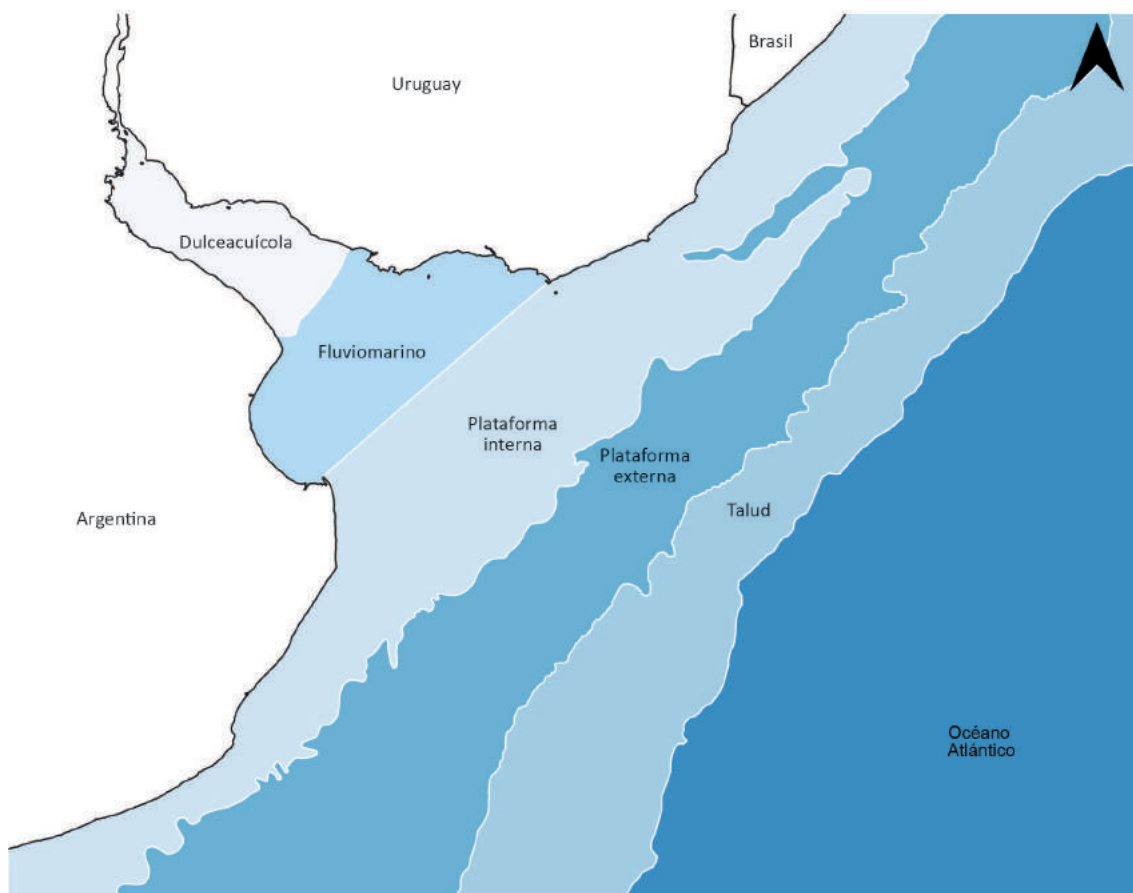 Brasil
Uruguay
Dulceacuícola
Fluviomarino
Plataforma
interna
Plataforma
externa
Talud
Argentina
Océano
Atlántico